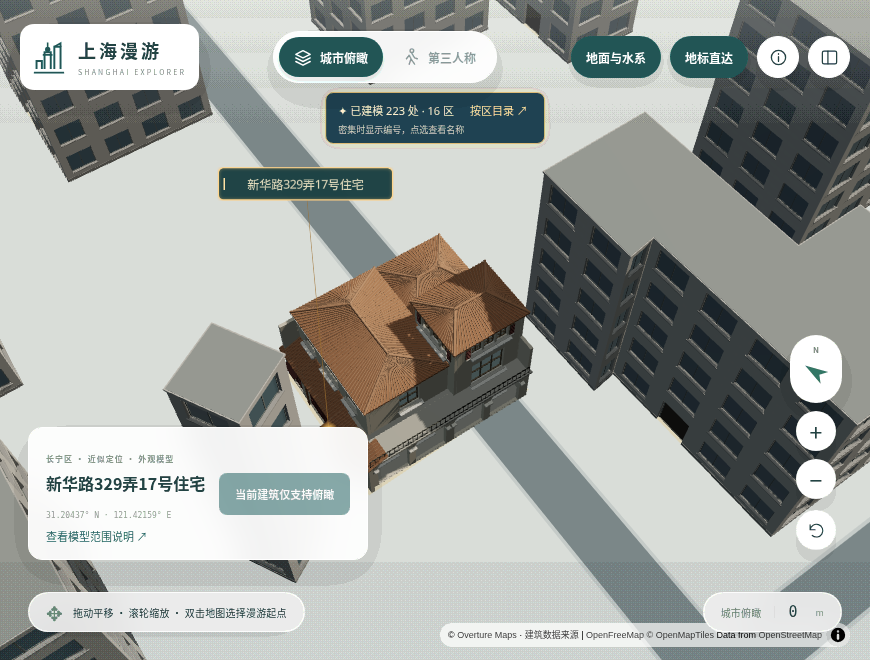 上海漫游
SHANGHAI EXPLORER
城市俯瞰
第三人称
地面与水系
地标直达
✦ 已建模 223 处 · 16 区 按区目录 ↗
密集时显示编号，点选查看名称
新华路329弄17号住宅
N
长宁区 · 近似定位 · 外观模型
新华路329弄17号住宅
当前建筑仅支持俯瞰
31.20437° N · 121.42159° E
查看模型范围说明 ↗
拖动平移 · 滚轮缩放 · 双击地图选择漫游起点
城市俯瞰 0 m
© Overture Maps · 建筑数据来源 | OpenFreeMap © OpenMapTiles Data from OpenStreetMap